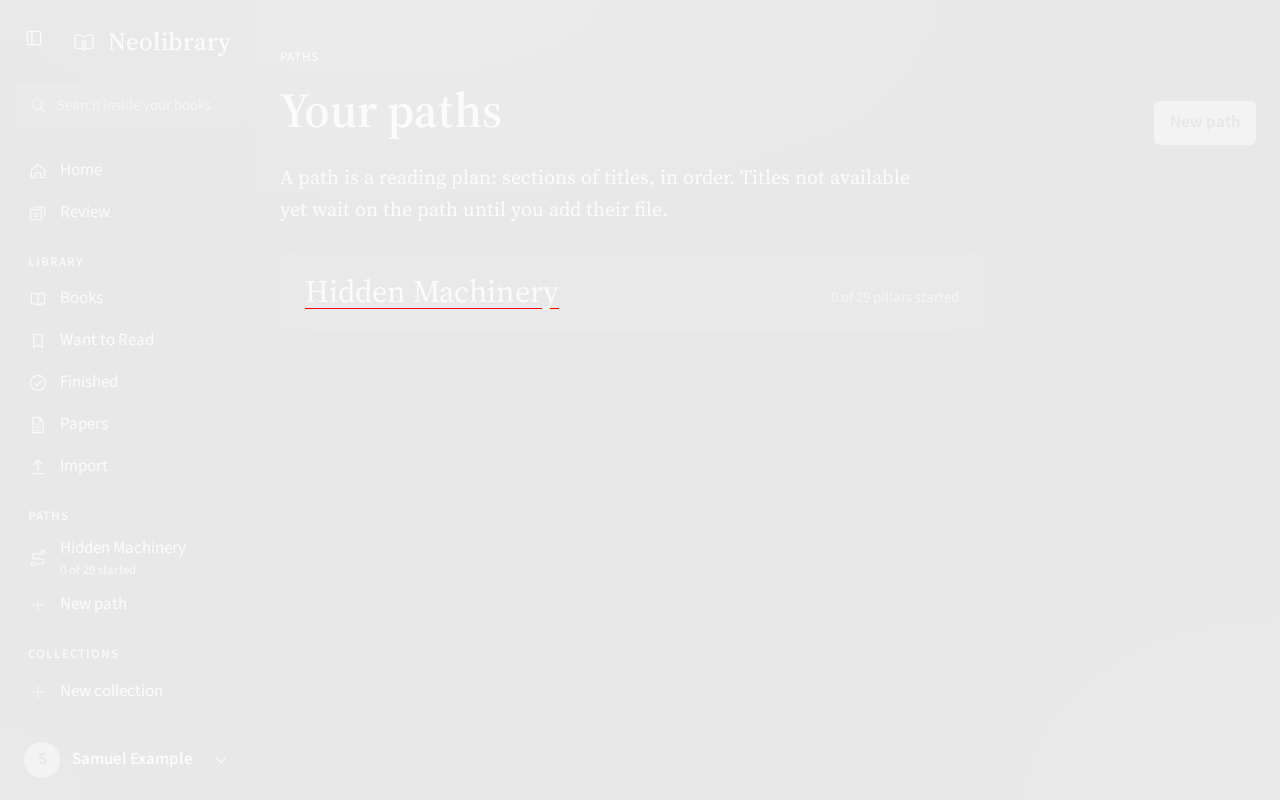 Neolibrary
Search inside your books
Home
Review
LIBRARY
Books
Want to Read
Finished
Papers
Import
PATHS
Hidden Machinery
0 of 29 started
New path
COLLECTIONS
New collection
S
Samuel Example
PATHS
Your paths
New path
A path is a reading plan: sections of titles, in order. Titles not available
yet wait on the path until you add their file.
Hidden Machinery
0 of 29 pillars started